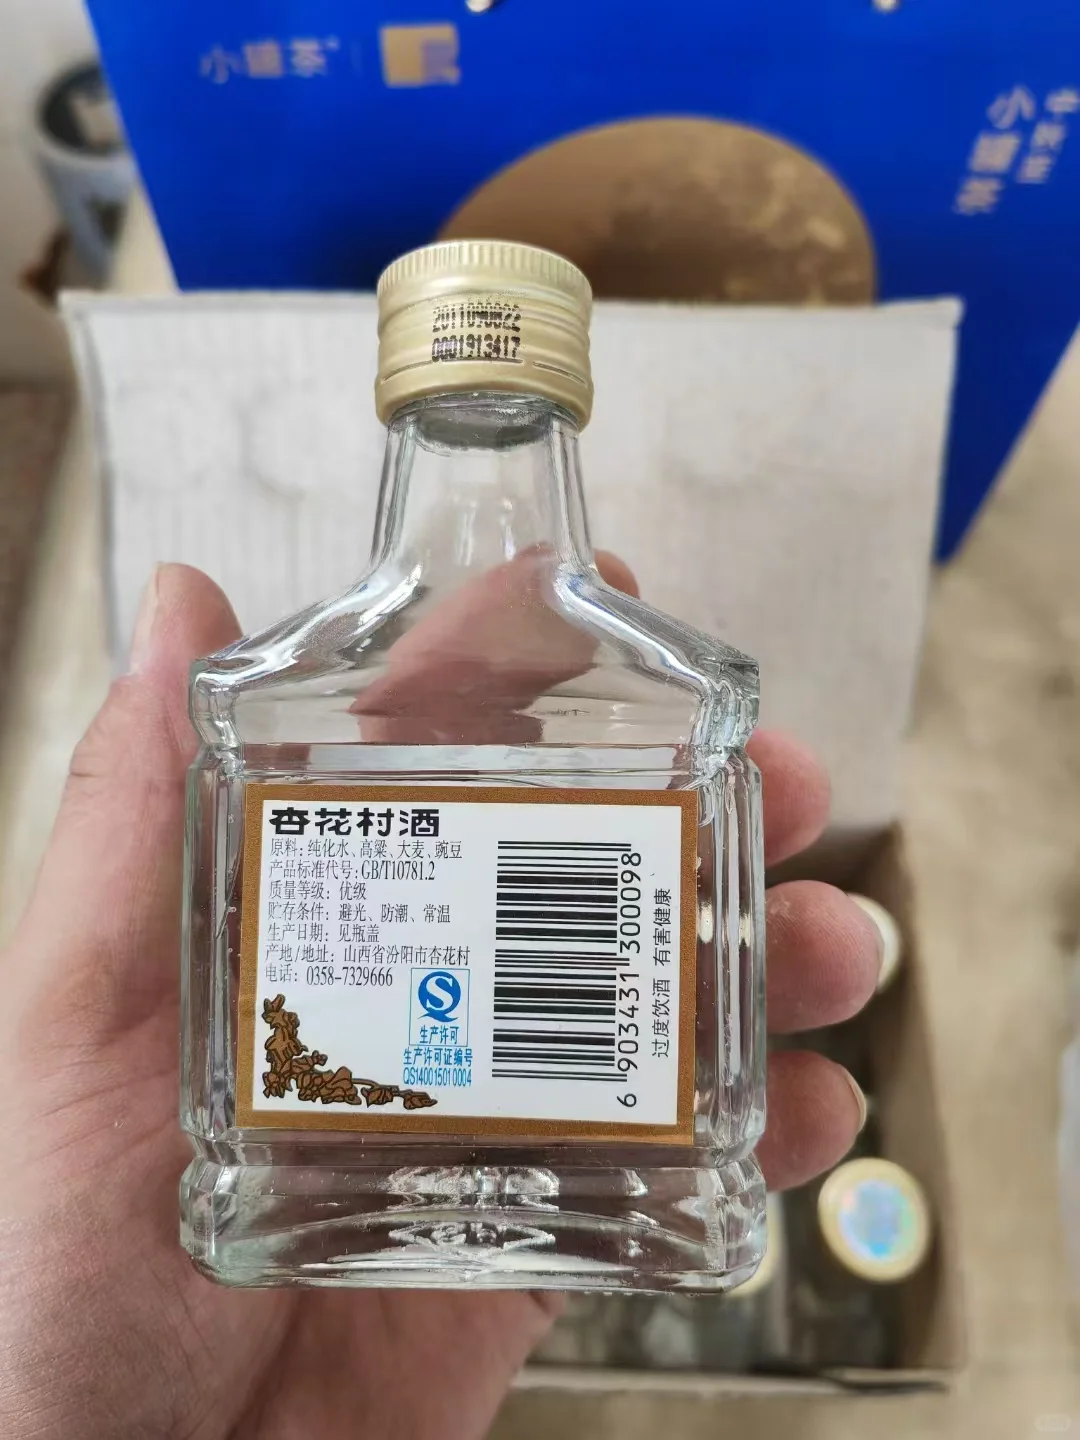 小罐茶
小罐茶
0001913417
杏花村酒
原料:纯化水、高粱、大麦、豌豆
产品标准代号:GB/T10781.2
质量等级:优级
贮存条件:避光、防潮、常温
生产日期:见瓶盖
产地/地址:山西省汾阳市杏花村
电话:0358-7329666
生产许可
生产许可证编号
QS140015010004
6 903431 300098
过度饮酒 有害健康